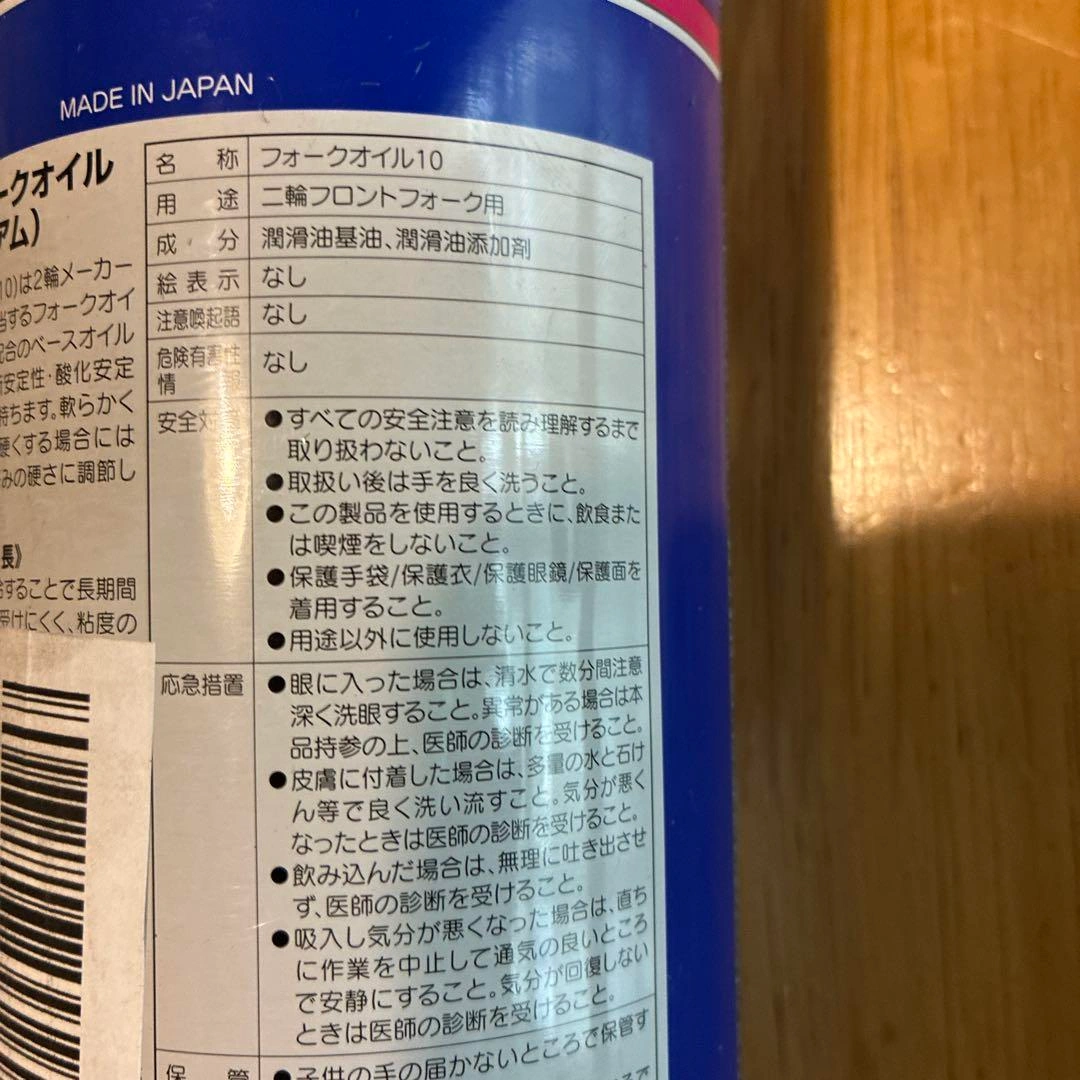 MADE IN JAPAN
ークオイル
アム)
10)は2輪メーカー
当するフォークオイ
配合のベースオイル
安定性・酸化安定
持ちます。軟らかく
硬くする場合には
みの硬さに調節し
長》
することで長期間
受けにくく、粘度の
名称 フォークオイル10
用途 二輪フロントフォーク用
成分 潤滑油基油、潤滑油添加剤
絵表示 なし
注意喚起語 なし
危険有害性
情報 なし
安全対
●すべての安全注意を読み理解するまで
取り扱わないこと。
●取扱い後は手を良く洗うこと。
●この製品を使用するときに、飲食また
は喫煙をしないこと。
●保護手袋/保護衣/保護眼鏡/保護面を
着用すること。
●用途以外に使用しないこと。
応急措置
●眼に入った場合は、清水で数分間注意
深く洗眼すること。異常がある場合は本
品持参の上、医師の診断を受けること。
●皮膚に付着した場合は、多量の水と石け
ん等で良く洗い流すこと。気分が悪く
なったときは医師の診断を受けること。
●飲み込んだ場合は、無理に吐き出させ
ず、医師の診断を受けること。
●吸入し気分が悪くなった場合は、直ち
に作業を中止して通気の良いところ
で安静にすること。気分が回復しない
ときは医師の診断を受けること。
保管
●子供の手の届かないところで保管す